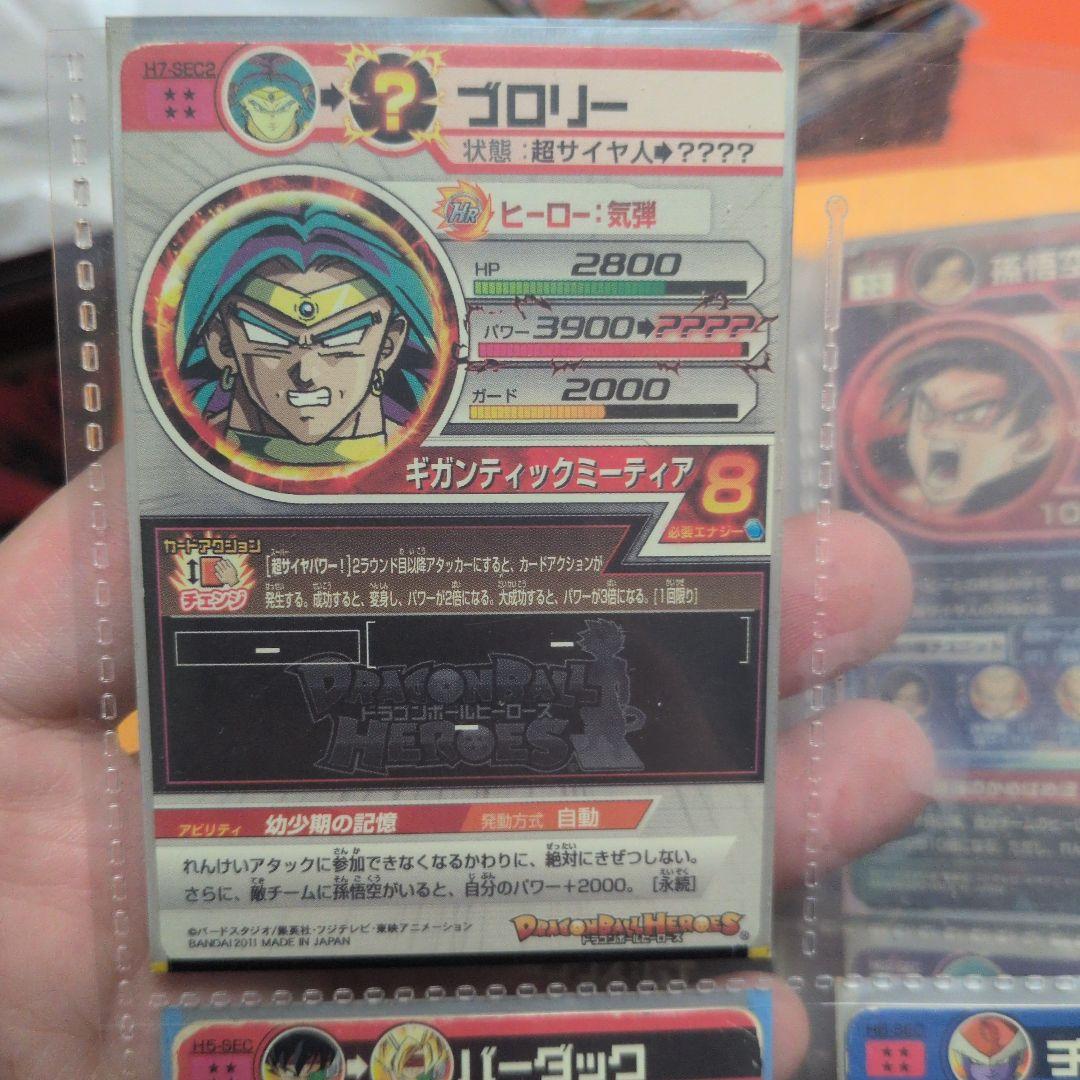 H7-SEC2
ブロリー
状態:超サイヤ人➡????
HR ヒーロー:気弾
HP 2800
パワー 3900➡????
ガード 2000
ギガンティックミーティア 8
必要エナジー
カードアクション
チェンジ
[超サイヤパワー!]2ラウンド目以降アタッカーにすると、カードアクションが
発生する。成功すると、変身し、パワーが2倍になる。大成功すると、パワーが3倍になる。[1回限り]
ー ー
DRAGON BALL
ドラゴンボールヒーローズ
HEROES
ー
アビリティ 幼少期の記憶 発動方式 自動
れんけいアタックに参加できなくなるかわりに、絶対にきぜつしない。
さらに、敵チームに孫悟空がいると、自分のパワー+2000。[永続]
©バードスタジオ/集英社・フジテレビ・東映アニメーション
BANDAI 2011 MADE IN JAPAN
DRAGON BALL HEROES
ドラゴンボールヒーローズ
孫悟空
10
H5-SEC
バーダック
H6-SEC